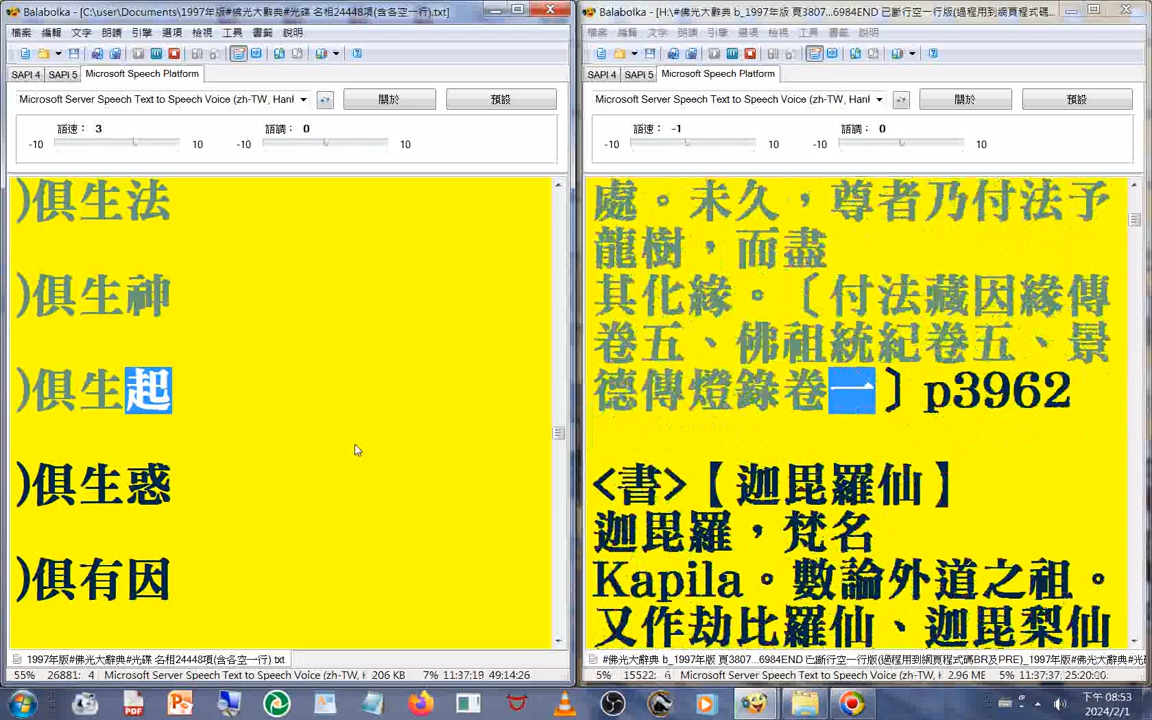 Balabolka - [C:\user\Documents\1997年版#佛光大辭典#光碟 名相24448項(含各空一行).txt]
檔案 編輯 文字 朗讀 引擎 選項 檢視 工具 書籤 說明
SAPI 4 SAPI 5 Microsoft Speech Platform
Microsoft Server Speech Text to Speech Voice (zh-TW, Hanl
關於 預設
語速： 3 語調： 0
-10 10 -10 10
)俱生法
)俱生神
)俱生起
)俱生惑
)俱有因
1997年版#佛光大辭典#光碟 名相24448項(含各空一行).txt
55% 26881: 4 Microsoft Server Speech Text to Speech Voice (zh-TW 206 KB 7% 11:37:19 49:14:26
Balabolka - [H:\#佛光大辭典 b_1997年版 頁3807...6984END 已斷行空一行版(過程用到網頁程式碼
檔案 編輯 文字 朗讀 引擎 選項 檢視 工具 書籤 說明
SAPI 4 SAPI 5 Microsoft Speech Platform
Microsoft Server Speech Text to Speech Voice (zh-TW, Hanl
關於 預設
語速： -1 語調： 0
-10 10 -10 10
處。未久，尊者乃付法予
龍樹，而盡
其化緣。〔付法藏因緣傳
卷五、佛祖統紀卷五、景
德傳燈錄卷一〕p3962
<書>【迦毘羅仙】
迦毘羅，梵名
Kapila。數論外道之祖。
又作劫比羅仙、迦毘梨仙
#佛光大辭典 b_1997年版 頁3807...6984END 已斷行空一行版(過程用到網頁程式碼BR及PRE)_1997年版#佛光大辭典#光
5% 15522: Microsoft Server Speech Text to Speech Voice (zh-TW 2.96 ME 5% 11:37:37
下午 08:53
2024/2/1